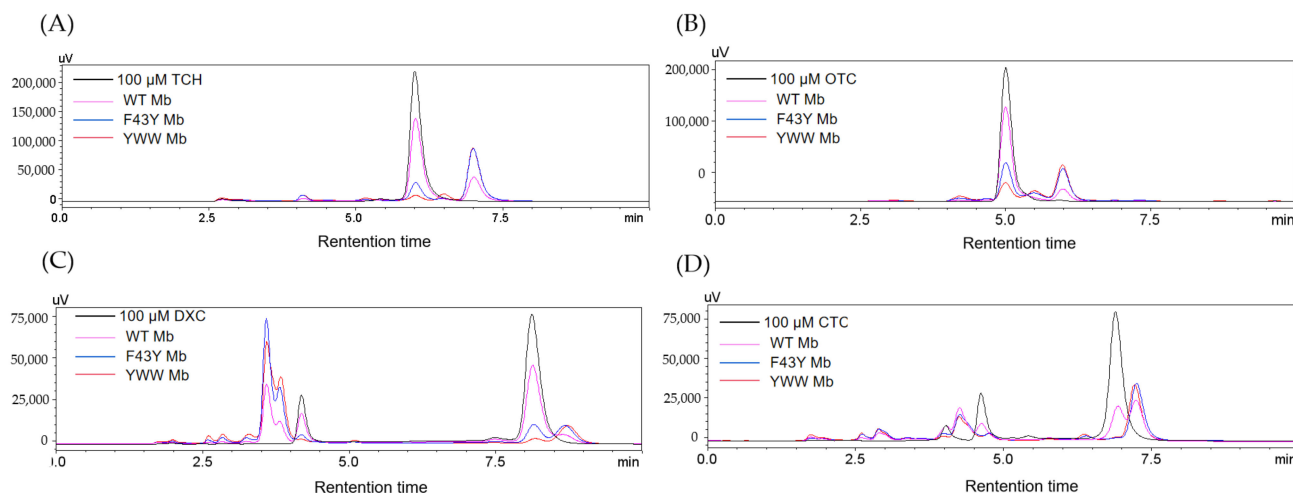 (A)
uV
200,000
150,000
100,000
50,000
0
100 µM TCH
WT Mb
F43Y Mb
YWW Mb
0.0 2.5 5.0 7.5 min
Rentention time
(B)
uV
200,000
100,000
0
100 µM OTC
WT Mb
F43Y Mb
YWW Mb
0.0 2.5 5.0 7.5 min
Rentention time
(C)
uV
75,000
50,000
25,000
0
100 µM DXC
WT Mb
F43Y Mb
YWW Mb
.0 2.5 5.0 7.5 min
Rentention time
(D)
uV
75,000
50,000
25,000
0
100 µM CTC
WT Mb
F43Y Mb
YWW Mb
0.0 2.5 5.0 7.5 min
Rentention time